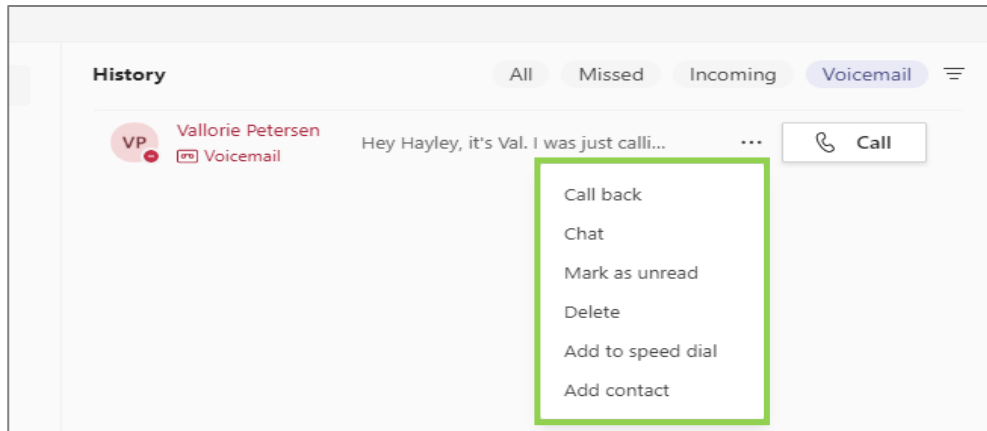 History
All Missed Incoming Voicemail
VP Vallorie Petersen Hey Hayley, it's Val. I was just calli... ... Call
Voicemail
Call back
Chat
Mark as unread
Delete
Add to speed dial
Add contact